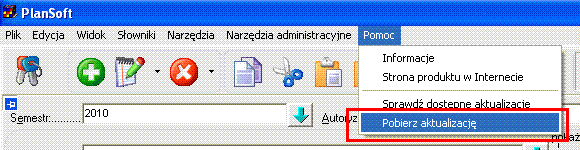 PlanSoft
Plik Edycja Widok Słowniki Narzędzia Narzędzia administracyjne Pomoc
Informacje
Strona produktu w Internecie
Sprawdź dostępne aktualizacje
Pobierz aktualizację
Semestr.......... 2010